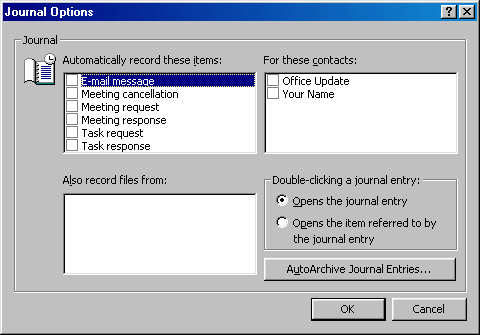 Journal Options
Journal
Automatically record these items:
E-mail message
Meeting cancellation
Meeting request
Meeting response
Task request
Task response
For these contacts:
Office Update
Your Name
Also record files from:
Double-clicking a journal entry:
Opens the journal entry
Opens the item referred to by
the journal entry
AutoArchive Journal Entries...
OK
Cancel